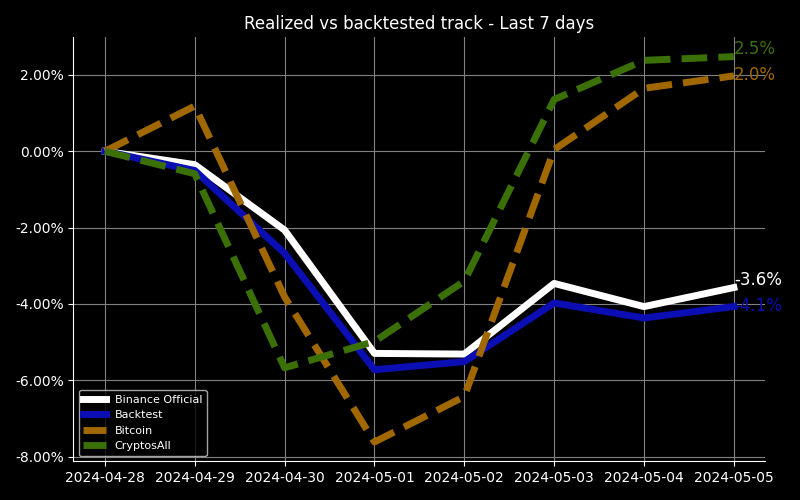 Realized vs backtested track - Last 7 days
2.5%
2.0%
-3.6%
-4.1%
2.00%
0.00%
-2.00%
-4.00%
-6.00%
-8.00%
Binance Official
Backtest
Bitcoin
CryptosAll
2024-04-28 2024-04-29 2024-04-30 2024-05-01 2024-05-02 2024-05-03 2024-05-04 2024-05-05